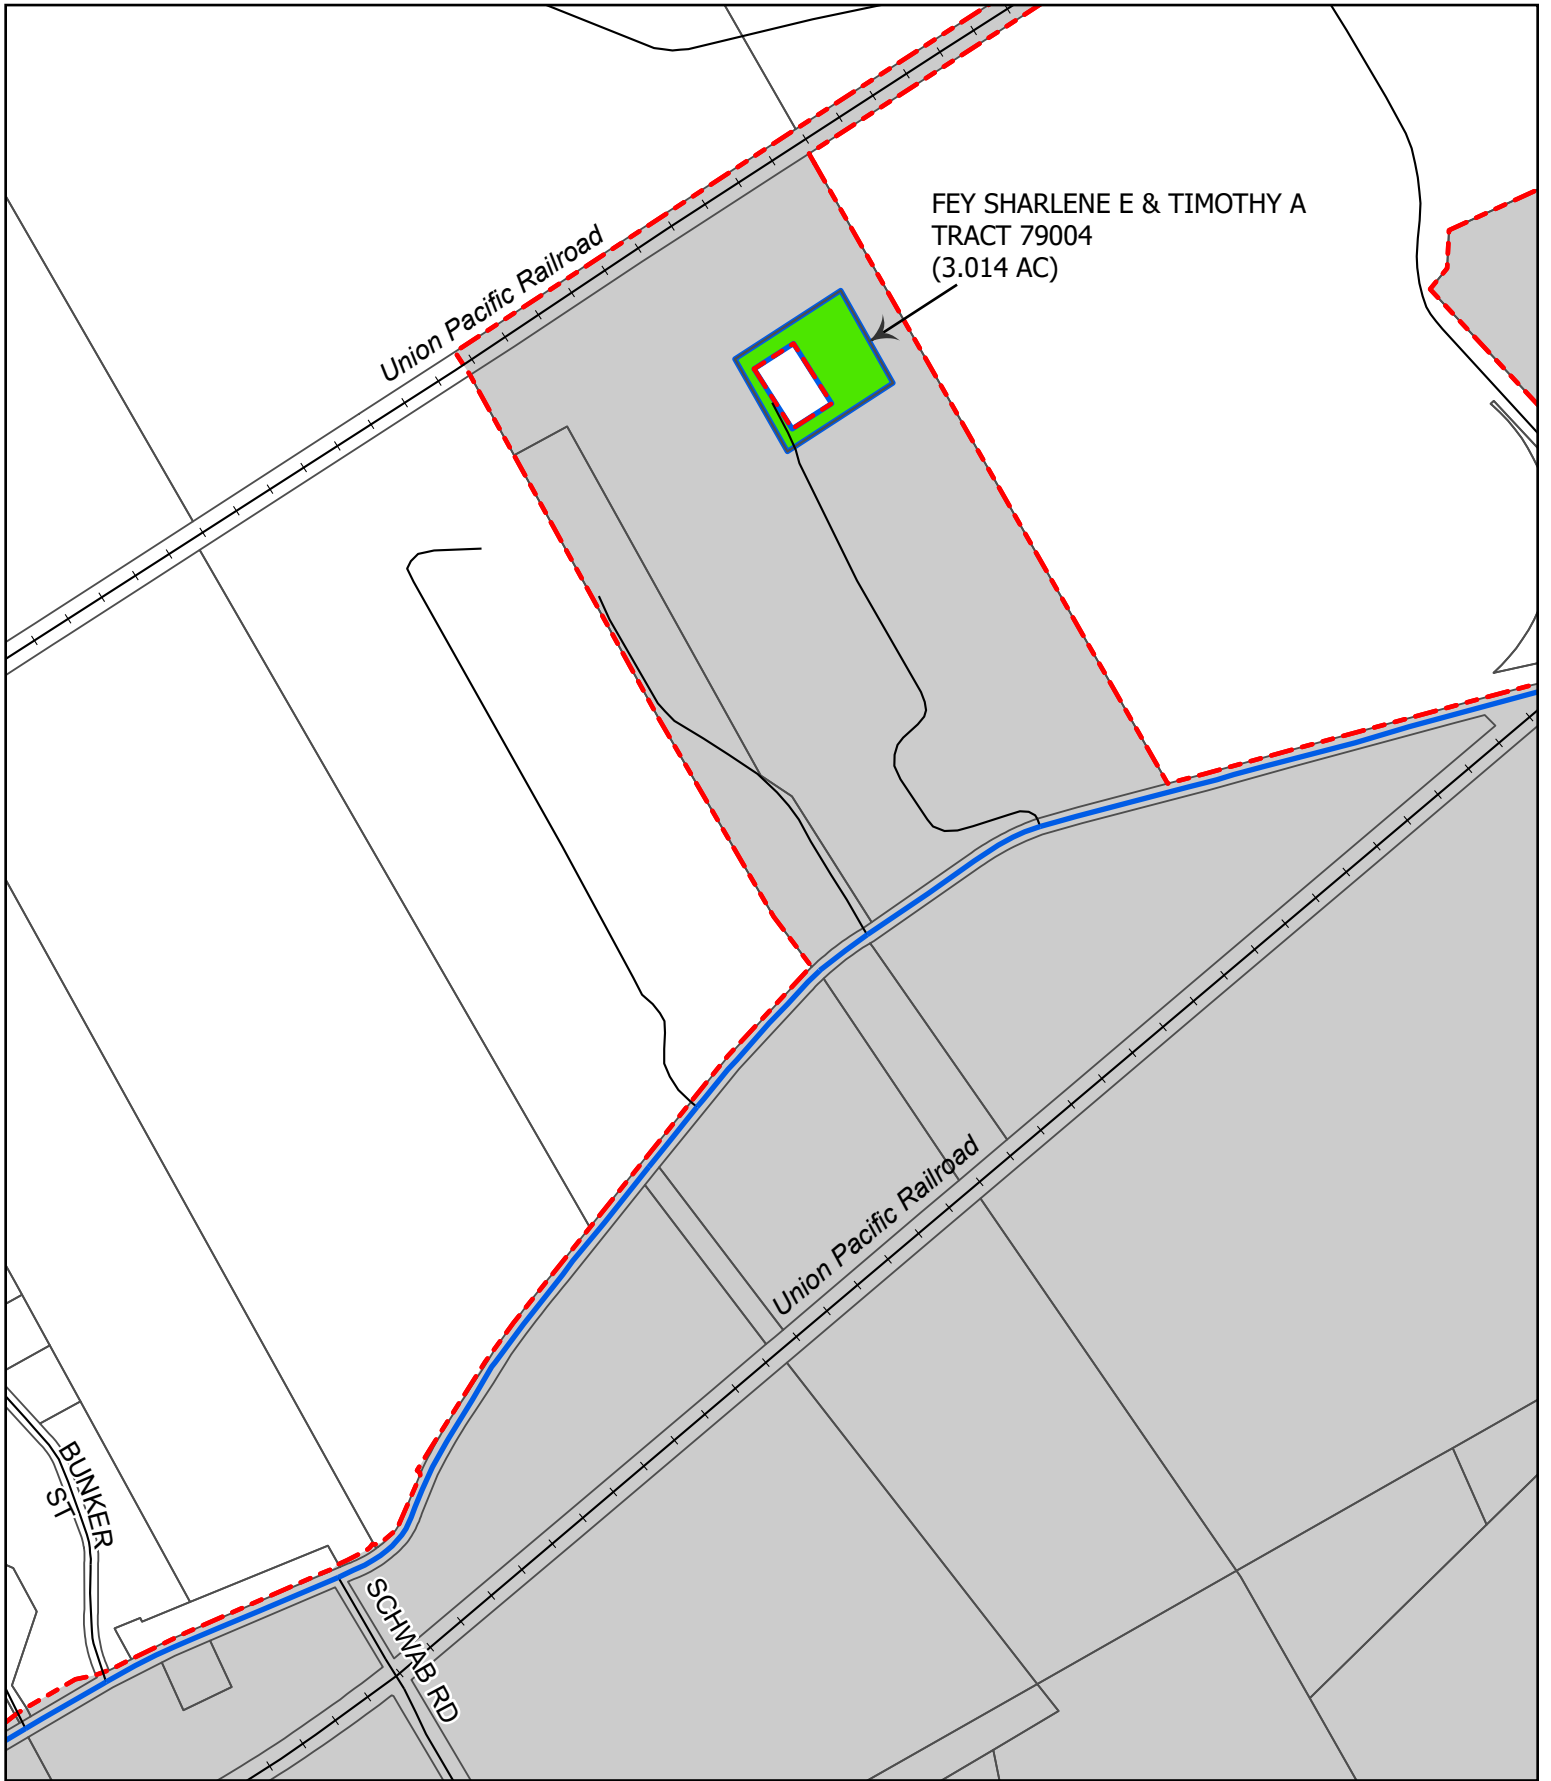 FEY SHARLENE E & TIMOTHY A
TRACT 79004
(3.014 AC)
Union Pacific Railroad
Union Pacific Railroad
BUNKER
ST
SCHWAB RD